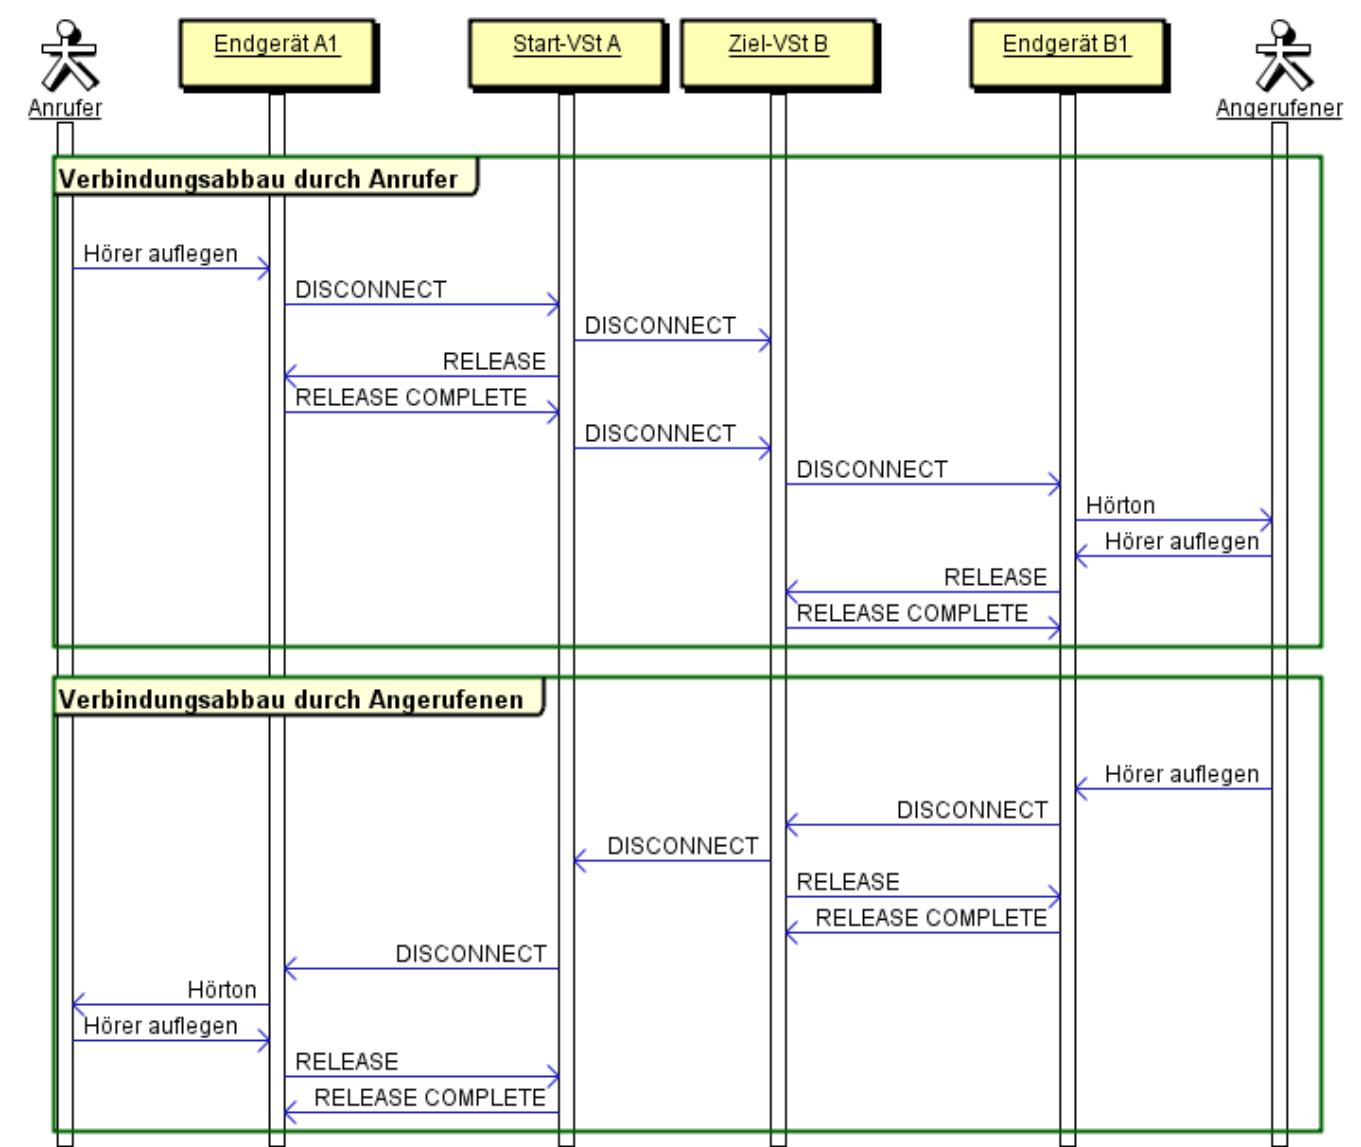 Anrufer
Endgerät A1
Start-VSt A
Ziel-VSt B
Endgerät B1
Angerufener
Verbindungsabbau durch Anrufer
Hörer auflegen
DISCONNECT
DISCONNECT
RELEASE
RELEASE COMPLETE
DISCONNECT
DISCONNECT
Hörton
Hörer auflegen
RELEASE
RELEASE COMPLETE
Verbindungsabbau durch Angerufenen
Hörer auflegen
DISCONNECT
DISCONNECT
RELEASE
RELEASE COMPLETE
DISCONNECT
Hörton
Hörer auflegen
RELEASE
RELEASE COMPLETE